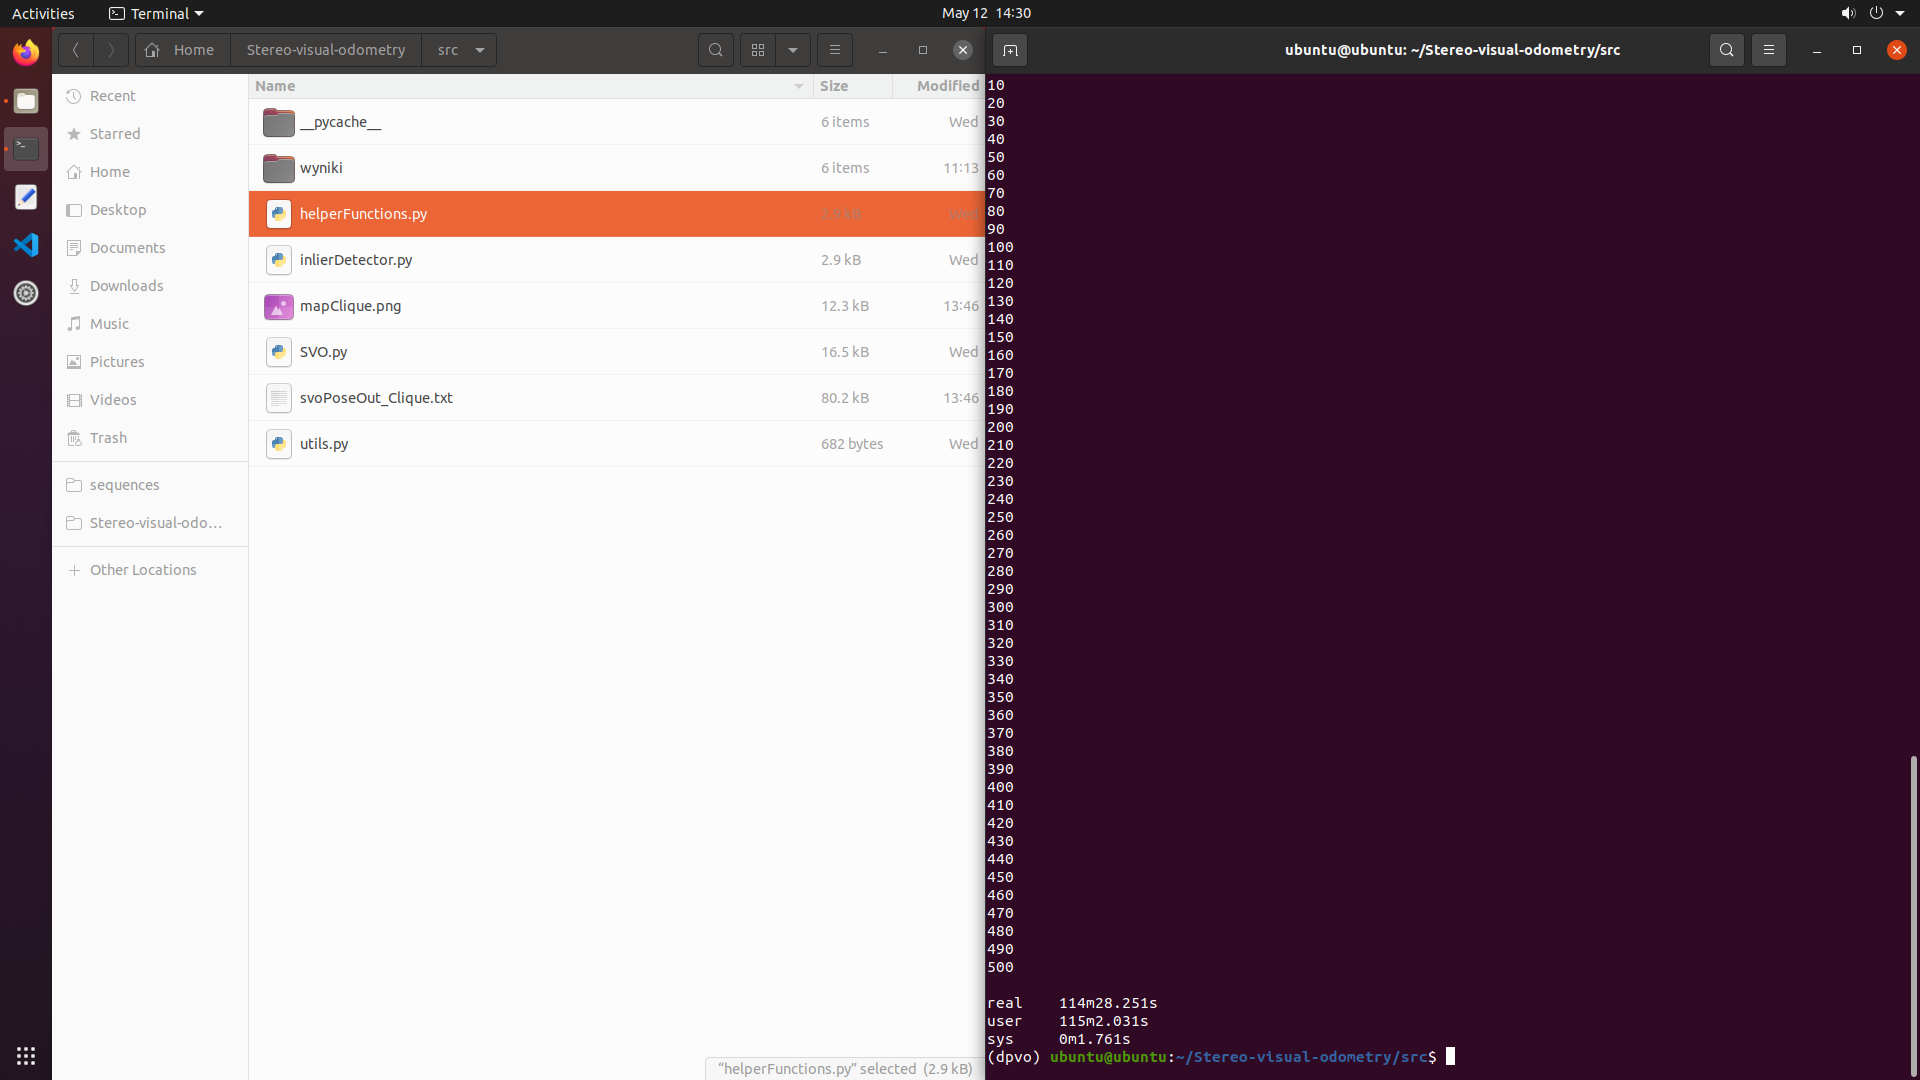 Activities
Terminal
May 12 14:30
Home
Stereo-visual-odometry
src
ubuntu@ubuntu: ~/Stereo-visual-odometry/src
Recent
Starred
Home
Desktop
Documents
Downloads
Music
Pictures
Videos
Trash
sequences
Stereo-visual-odo…
Other Locations
Name Size Modified
__pycache__ 6 items Wed
wyniki 6 items 11:13
helperFunctions.py 2.9 kB Wed
inlierDetector.py 2.9 kB Wed
mapClique.png 12.3 kB 13:46
SVO.py 16.5 kB Wed
svoPoseOut_Clique.txt 80.2 kB 13:46
utils.py 682 bytes Wed
“helperFunctions.py” selected (2.9 kB)
10
20
30
40
50
60
70
80
90
100
110
120
130
140
150
160
170
180
190
200
210
220
230
240
250
260
270
280
290
300
310
320
330
340
350
360
370
380
390
400
410
420
430
440
450
460
470
480
490
500
real 114m28.251s
user 115m2.031s
sys 0m1.761s
(dpvo) ubuntu@ubuntu:~/Stereo-visual-odometry/src$